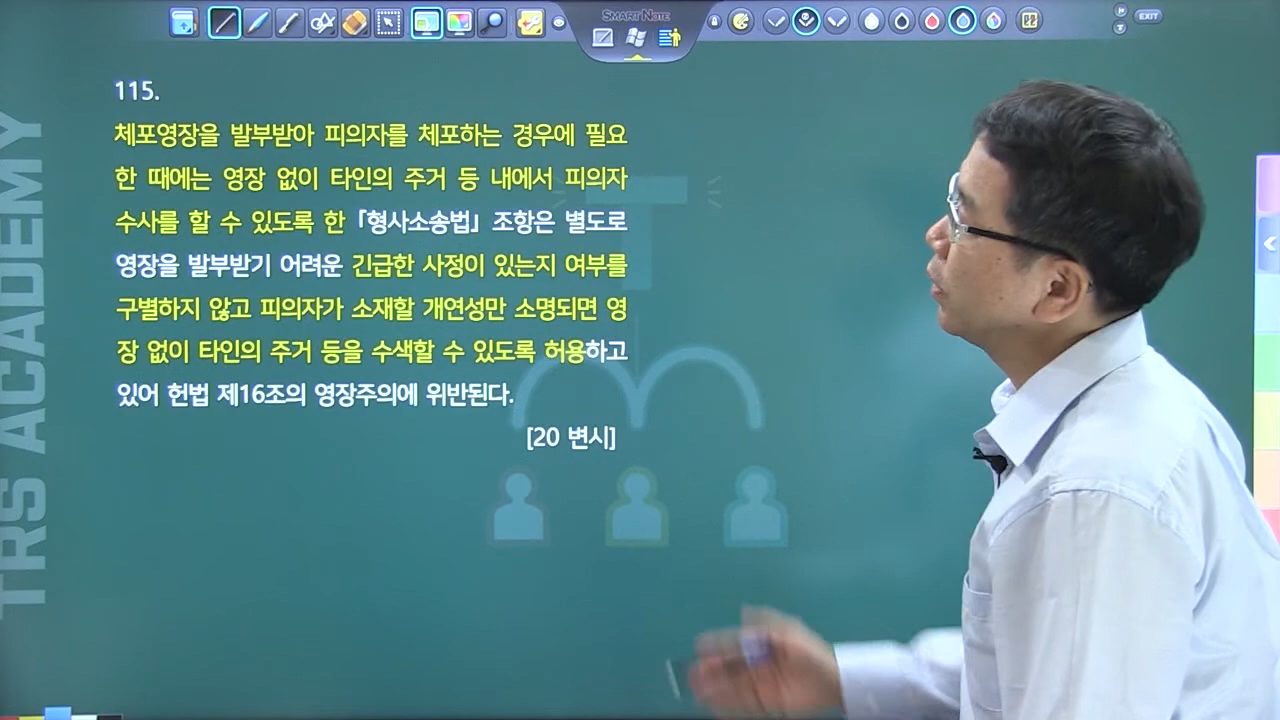 SMART NOTE
EXIT
TRS ACADEMY
115.
체포영장을 발부받아 피의자를 체포하는 경우에 필요
한 때에는 영장 없이 타인의 주거 등 내에서 피의자
수사를 할 수 있도록 한 「형사소송법」 조항은 별도로
영장을 발부받기 어려운 긴급한 사정이 있는지 여부를
구별하지 않고 피의자가 소재할 개연성만 소명되면 영
장 없이 타인의 주거 등을 수색할 수 있도록 허용하고
있어 헌법 제16조의 영장주의에 위반된다.
[20 변시]